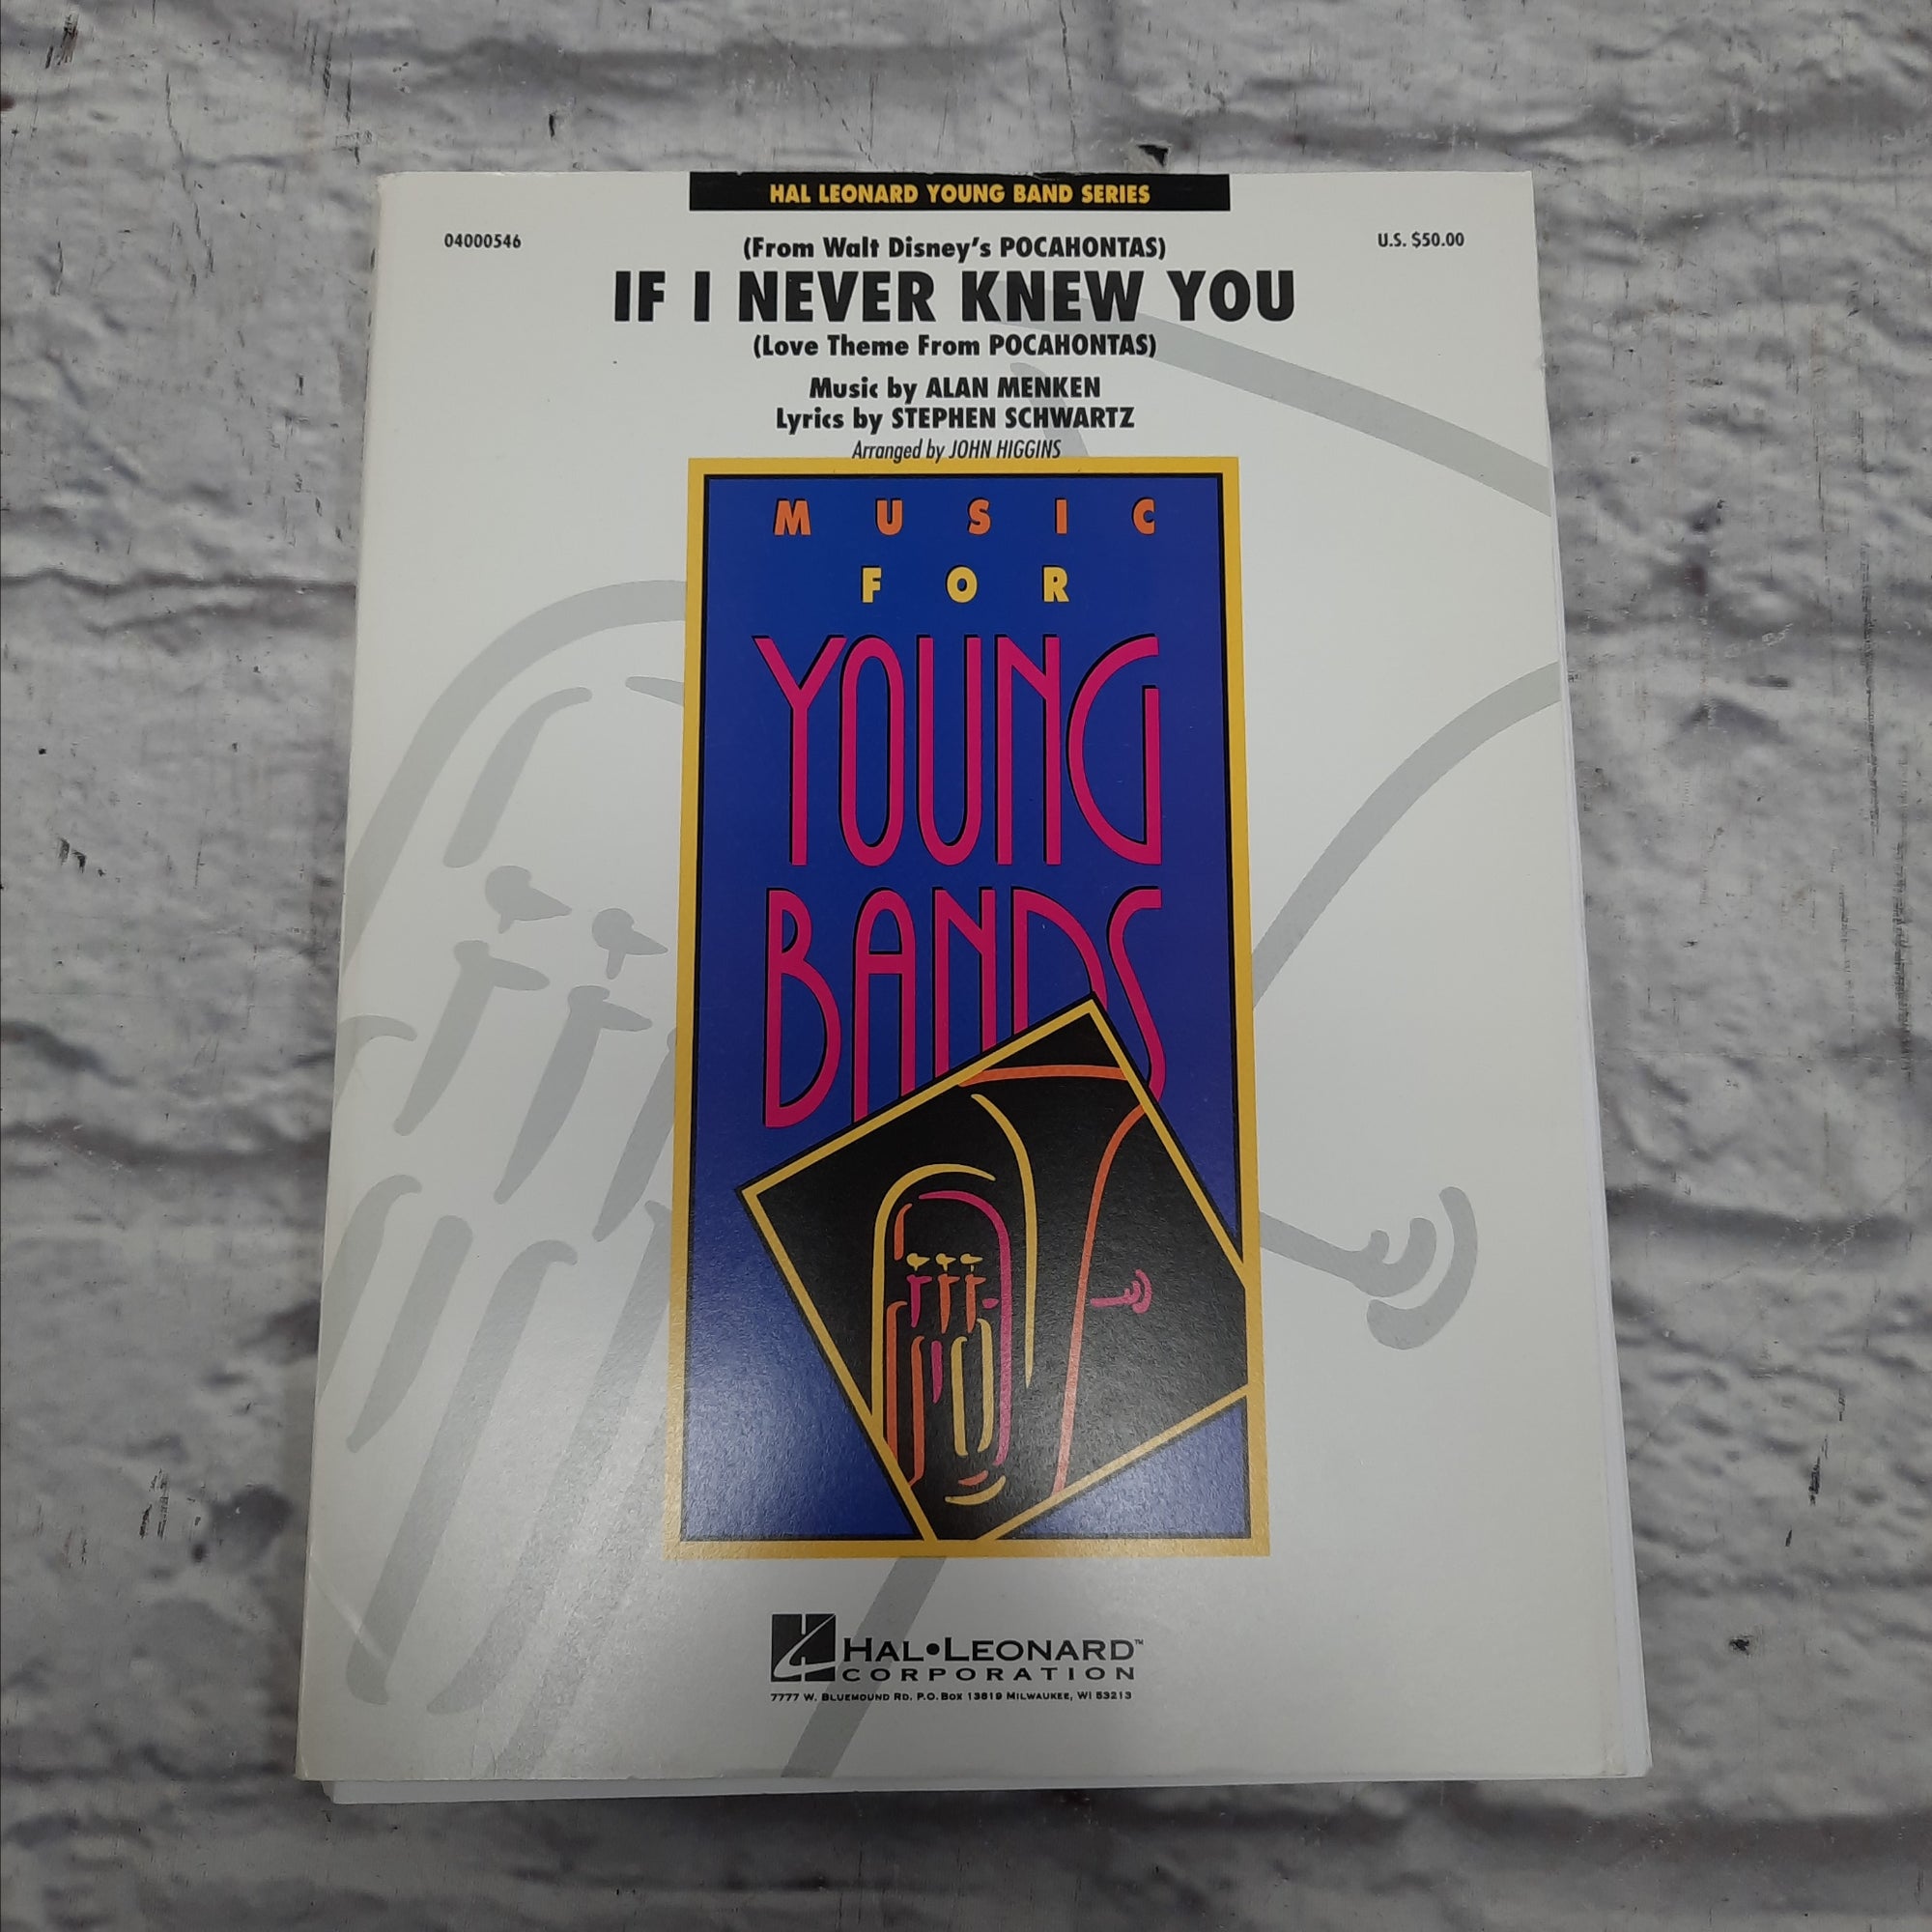 HAL LEONARD YOUNG BAND SERIES
04000546
U.S. $50.00
(From Walt Disney's POCAHONTAS)
IF I NEVER KNEW YOU
(Love Theme From POCAHONTAS)
Music by ALAN MENKEN
Lyrics by STEPHEN SCHWARTZ
Arranged by JOHN HIGGINS
MUSIC
FOR
YOUNG
BANDS
HAL•LEONARD™
CORPORATION
7777 W. BLUEMOUND RD. P.O. BOX 13819 MILWAUKEE, WI 53213